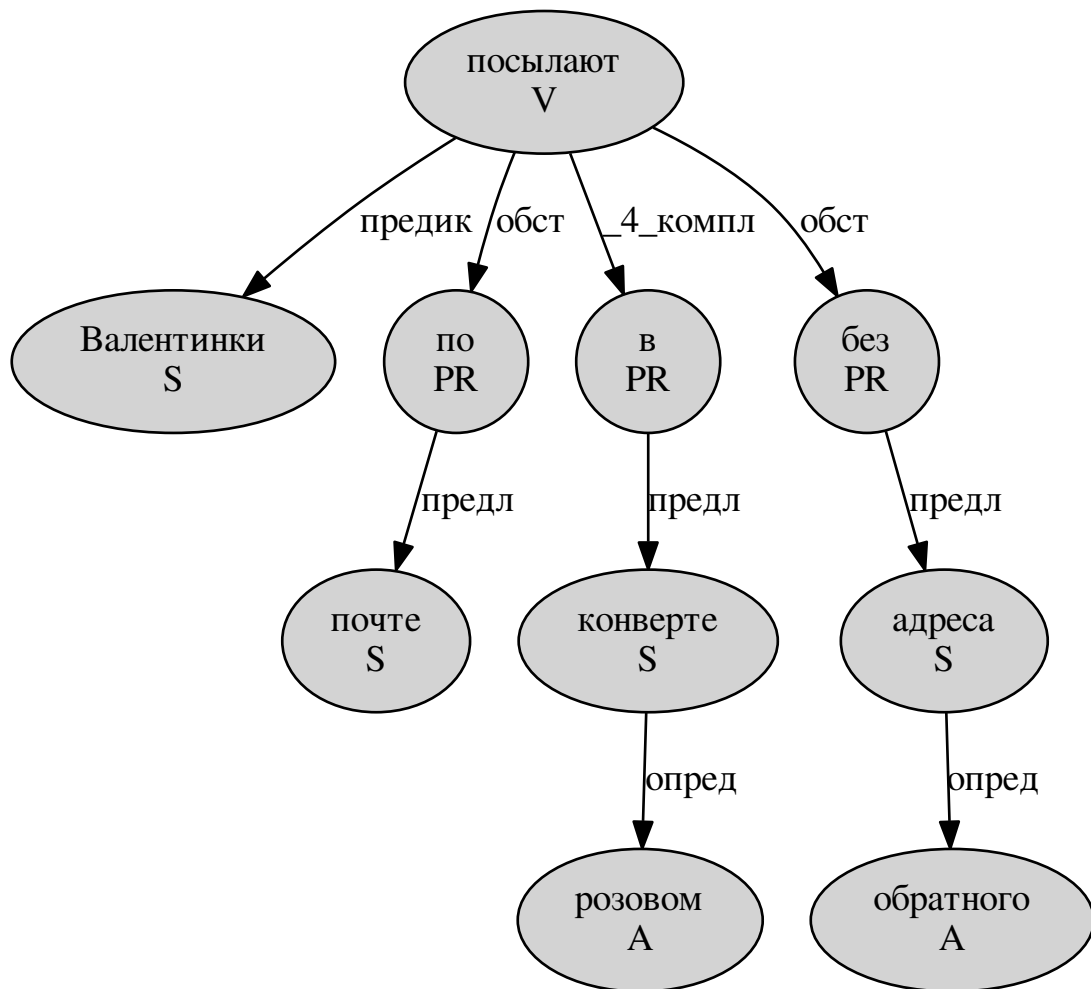 посылают
V
предик
обст
_4_компл
обст
Валентинки
S
по
PR
в
PR
без
PR
предл
предл
предл
почте
S
конверте
S
адреса
S
опред
опред
розовом
A
обратного
A